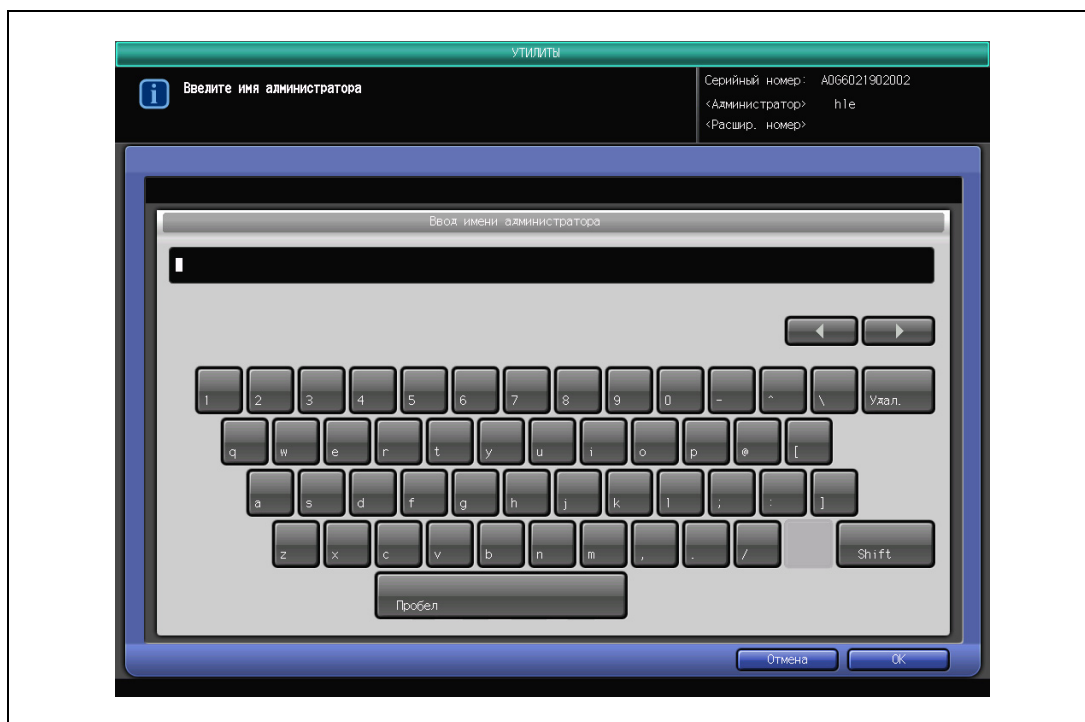 УТИЛИТЫ
Введите имя администратора
Серийный номер: A0G6021902002
<Администратор> hle
<Расшир. номер>
Ввод имени администратора
1 2 3 4 5 6 7 8 9 0 - ^ \ Удал.
q w e r t y u i o p @ [
a s d f g h j k l ; : ]
z x c v b n m , . / Shift
Пробел
Отмена OK